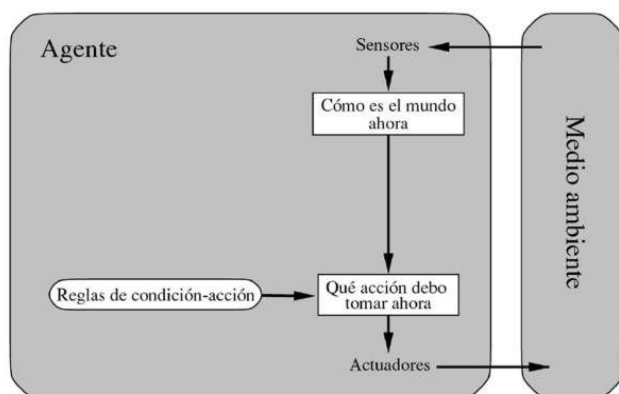 Agente
Sensores
Cómo es el mundo
ahora
Medio ambiente
Reglas de condición-acción
Qué acción debo
tomar ahora
Actuadores